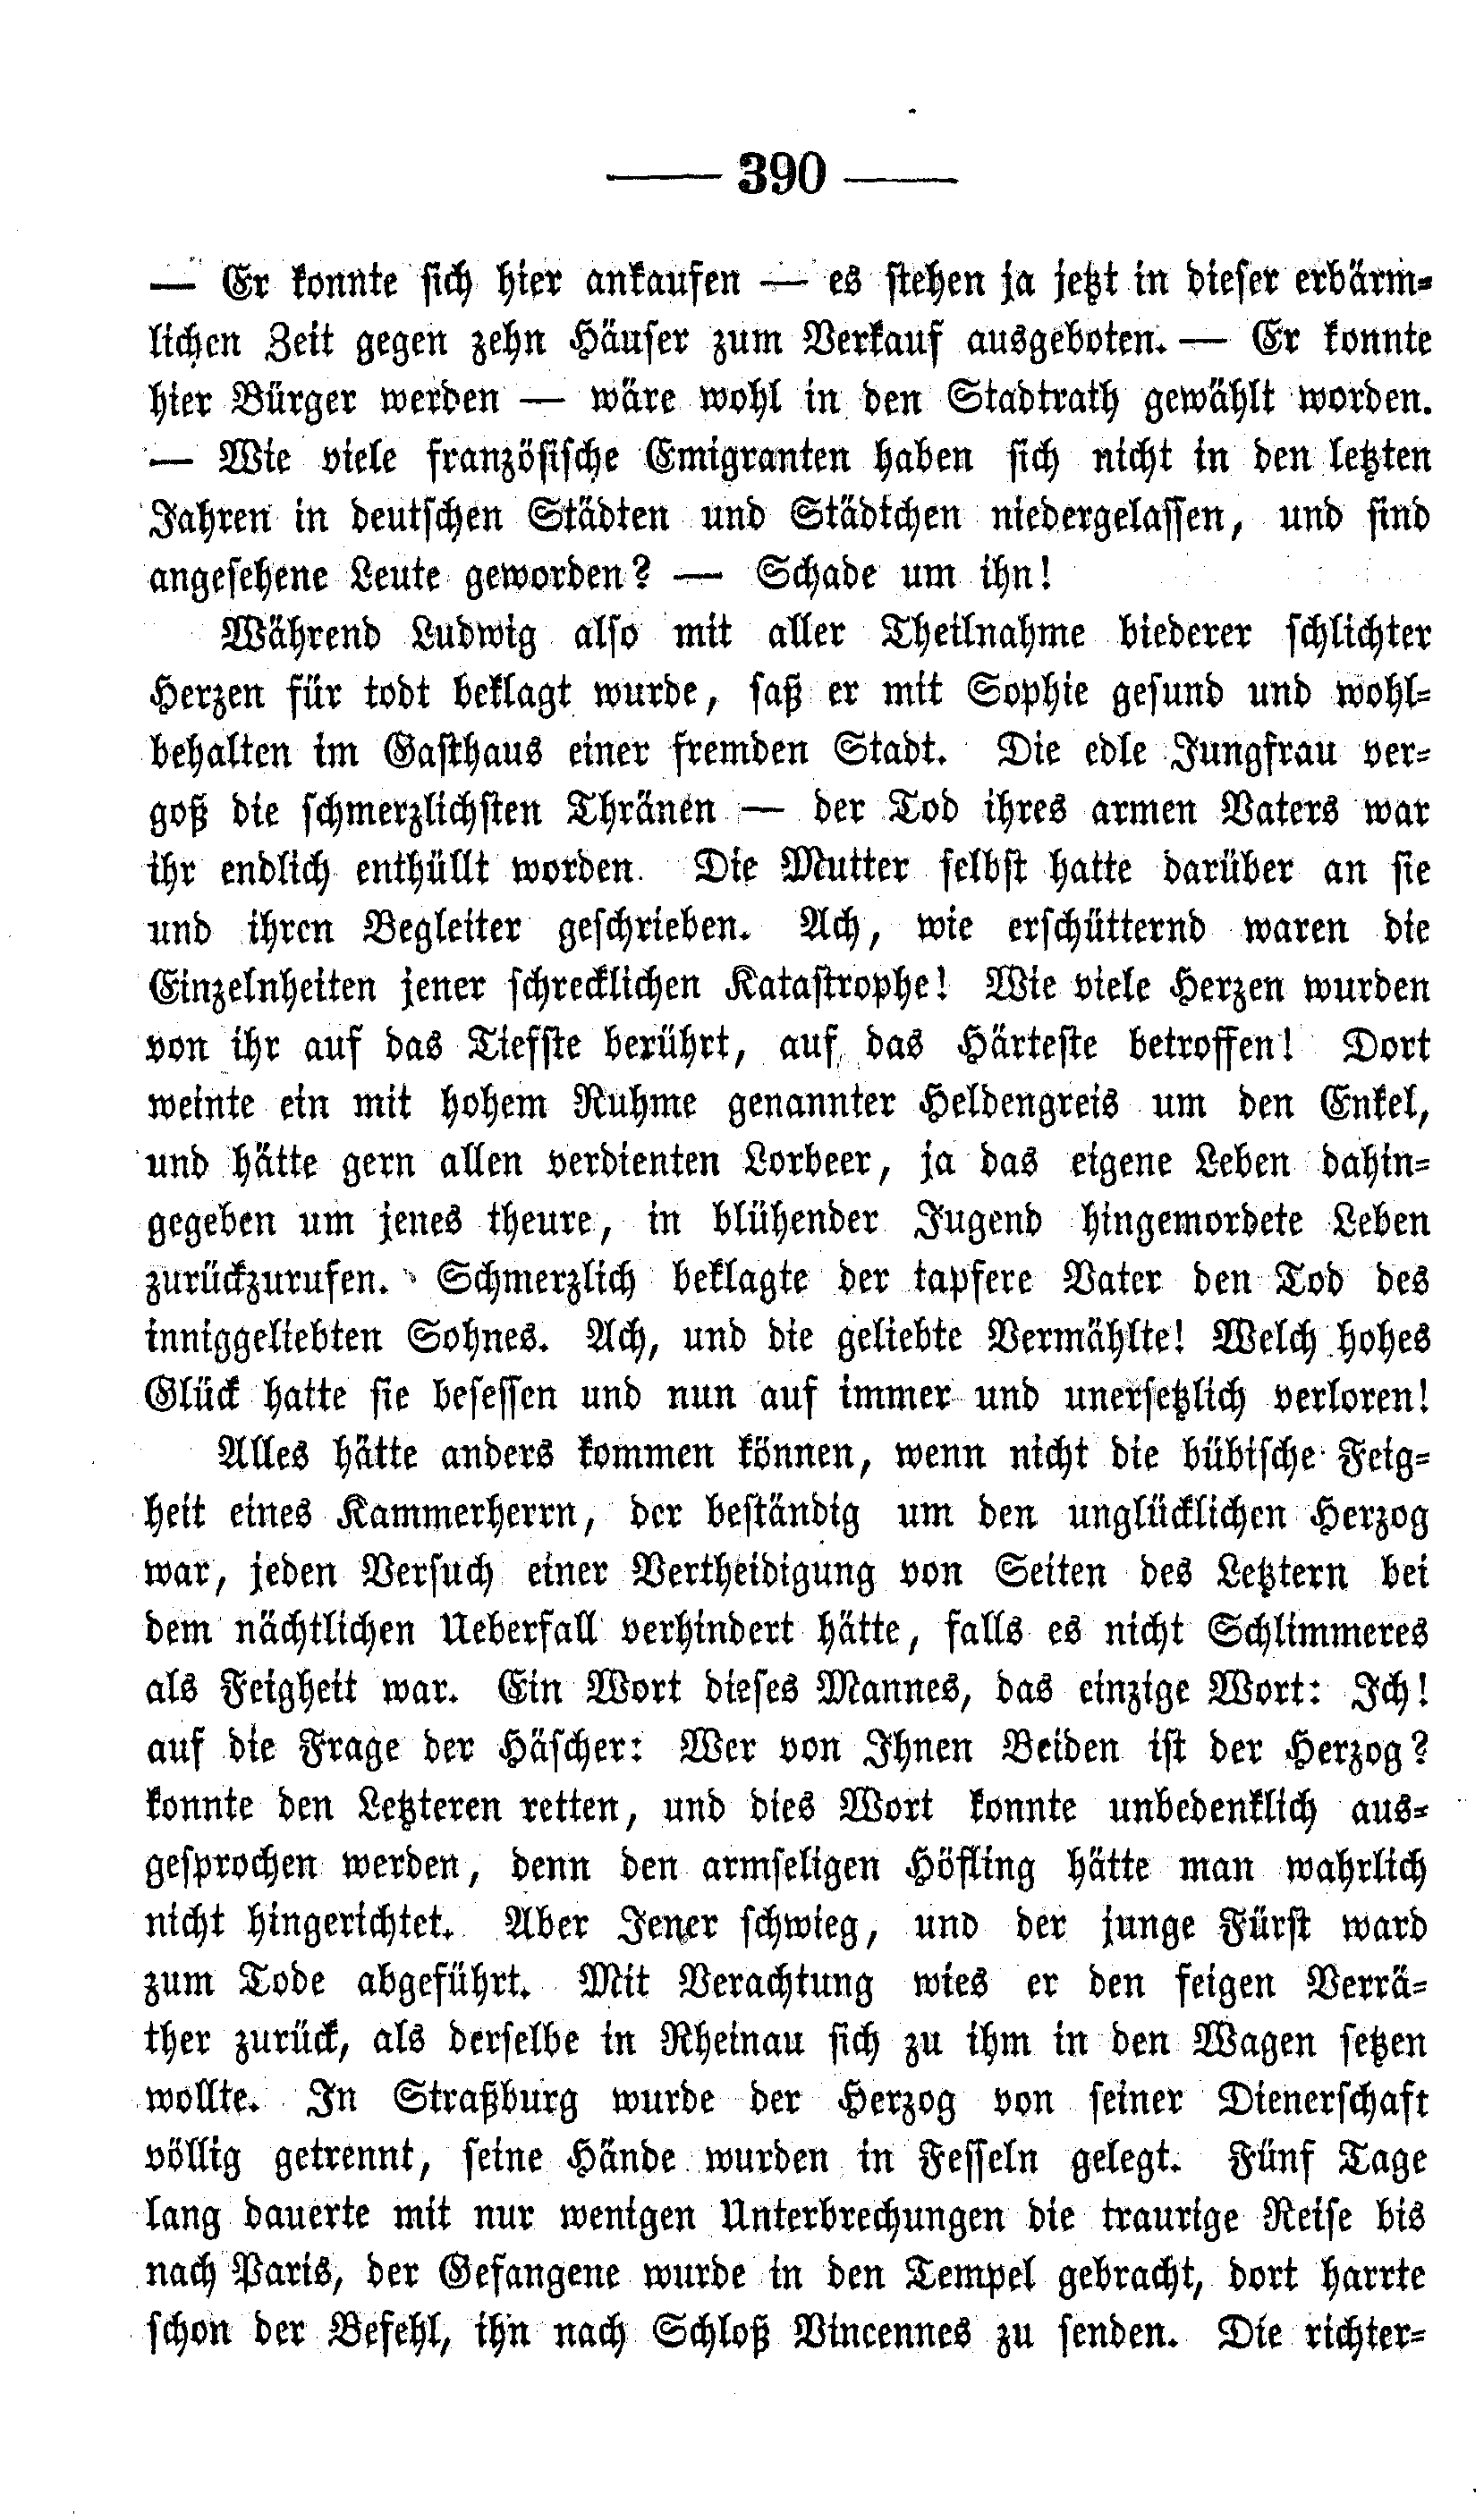 — 390 —
— Er konnte sich hier ankaufen — es stehen ja jetzt in dieser erbärm-
lichen Zeit gegen zehn Häuser zum Verkauf ausgeboten. — Er konnte
hier Bürger werden — wäre wohl in den Stadtrath gewählt worden.
— Wie viele französische Emigranten haben sich nicht in den letzten
Jahren in deutschen Städten und Städtchen niedergelassen, und sind
angesehene Leute geworden? — Schade um ihn!
Während Ludwig also mit aller Theilnahme biederer schlichter
Herzen für todt beklagt wurde, saß er mit Sophie gesund und wohl-
behalten im Gasthaus einer fremden Stadt. Die edle Jungfrau ver-
goß die schmerzlichsten Thränen — der Tod ihres armen Vaters war
ihr endlich enthüllt worden. Die Mutter selbst hatte darüber an sie
und ihren Begleiter geschrieben. Ach, wie erschütternd waren die
Einzelnheiten jener schrecklichen Katastrophe! Wie viele Herzen wurden
von ihr auf das Tiefste berührt, auf das Härteste betroffen! Dort
weinte ein mit hohem Ruhme genannter Heldengreis um den Enkel,
und hätte gern allen verdienten Lorbeer, ja das eigene Leben dahin-
gegeben um jenes theure, in blühender Jugend hingemordete Leben
zurückzurufen. Schmerzlich beklagte der tapfere Vater den Tod des
inniggeliebten Sohnes. Ach, und die geliebte Vermählte! Welch hohes
Glück hatte sie besessen und nun auf immer und unersetzlich verloren!
Alles hätte anders kommen können, wenn nicht die bübische Feig-
heit eines Kammerherrn, der beständig um den unglücklichen Herzog
war, jeden Versuch einer Vertheidigung von Seiten des Letztern bei
dem nächtlichen Ueberfall verhindert hätte, falls es nicht Schlimmeres
als Feigheit war. Ein Wort dieses Mannes, das einzige Wort: Ich!
auf die Frage der Häscher: Wer von Ihnen Beiden ist der Herzog?
konnte den Letzteren retten, und dies Wort konnte unbedenklich aus-
gesprochen werden, denn den armseligen Höfling hätte man wahrlich
nicht hingerichtet. Aber Jener schwieg, und der junge Fürst ward
zum Tode abgeführt. Mit Verachtung wies er den feigen Verrä-
ther zurück, als derselbe in Rheinau sich zu ihm in den Wagen setzen
wollte. In Straßburg wurde der Herzog von seiner Dienerschaft
völlig getrennt, seine Hände wurden in Fesseln gelegt. Fünf Tage
lang dauerte mit nur wenigen Unterbrechungen die traurige Reise bis
nach Paris, der Gefangene wurde in den Tempel gebracht, dort harrte
schon der Befehl, ihn nach Schloß Vincennes zu senden. Die richter-